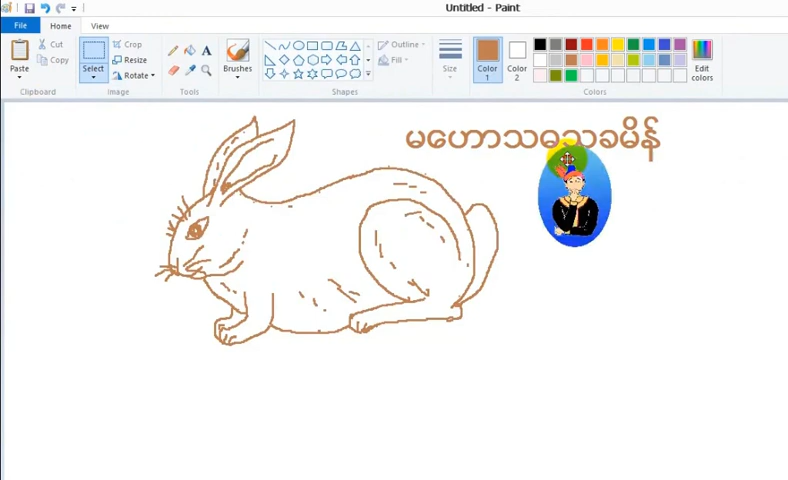 Untitled - Paint
File
Home
View
Paste
Cut
Copy
Clipboard
Select
Crop
Resize
Rotate
Image
A
Tools
Brushes
Shapes
Outline
Fill
Size
Color 1
Color 2
Colors
Edit colors
မဟောသဓသုခမိန်